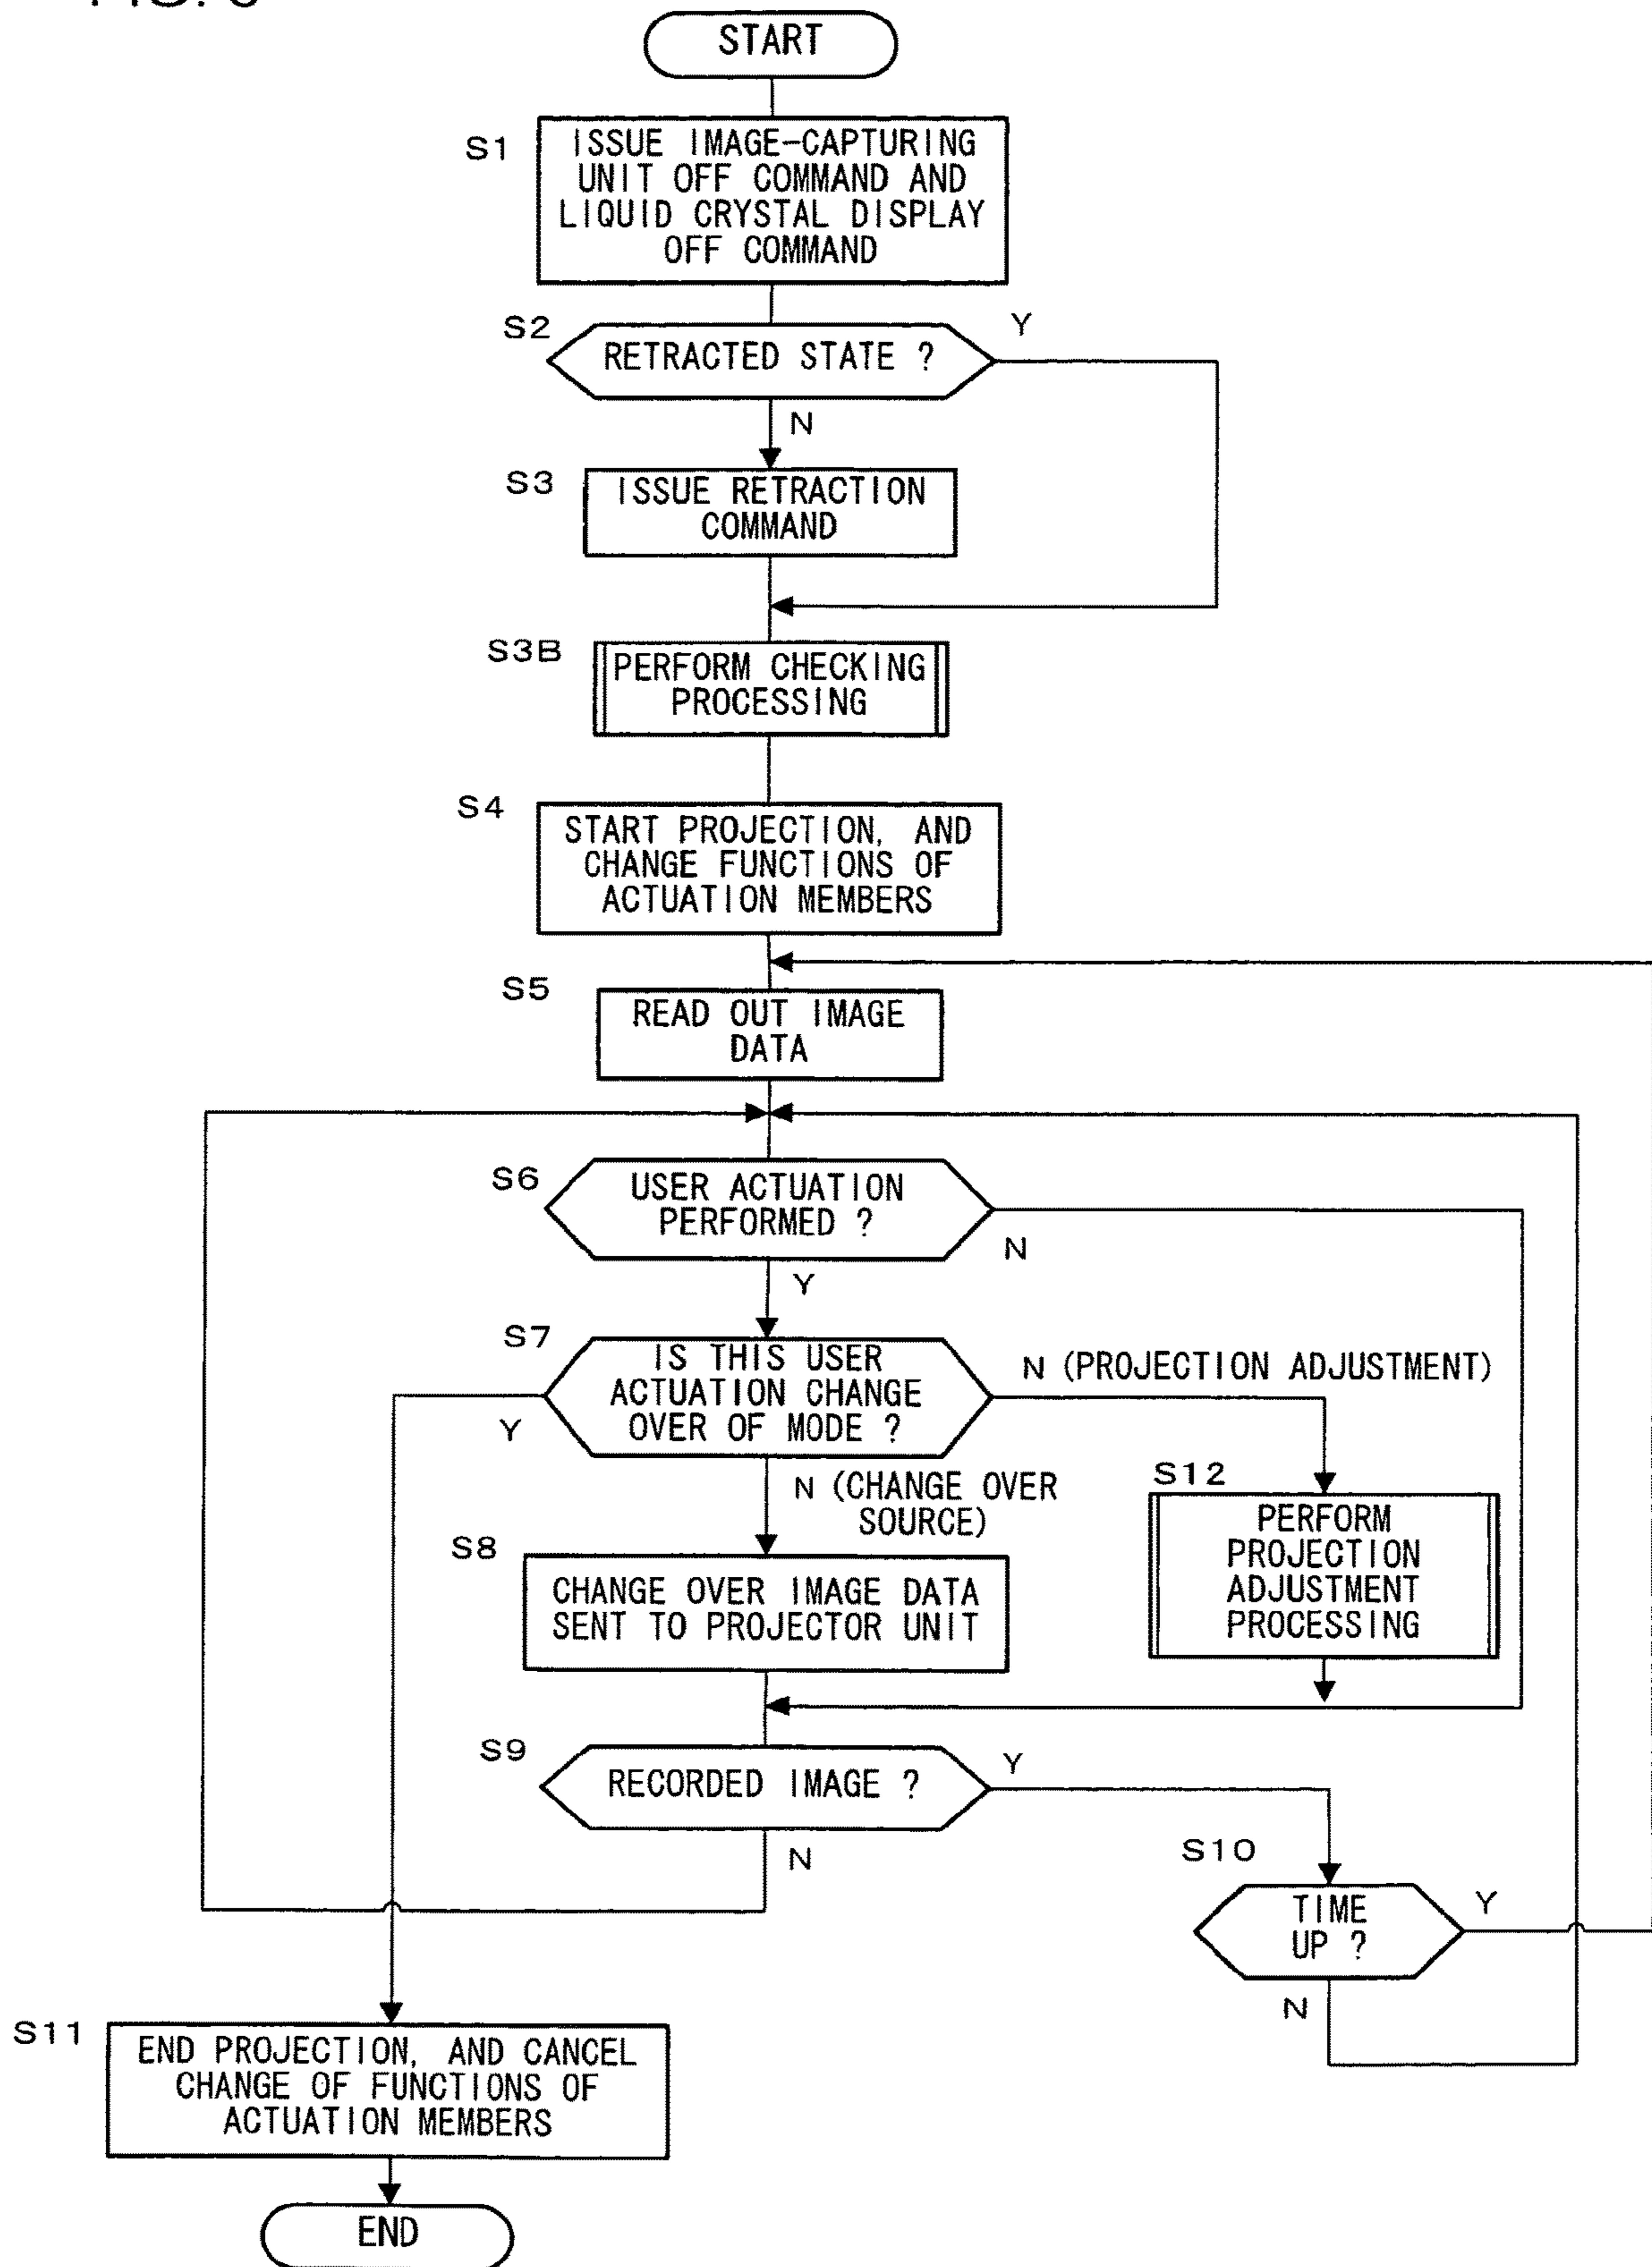 START
S1
ISSUE IMAGE-CAPTURING
UNIT OFF COMMAND AND
LIQUID CRYSTAL DISPLAY
OFF COMMAND
S2
RETRACTED STATE ?
Y
N
S3
ISSUE RETRACTION
COMMAND
S3B
PERFORM CHECKING
PROCESSING
S4
START PROJECTION, AND
CHANGE FUNCTIONS OF
ACTUATION MEMBERS
S5
READ OUT IMAGE
DATA
S6
USER ACTUATION
PERFORMED ?
N
Y
S7
IS THIS USER
ACTUATION CHANGE
OVER OF MODE ?
Y
N (PROJECTION ADJUSTMENT)
N (CHANGE OVER
SOURCE)
S12
PERFORM
PROJECTION
ADJUSTMENT
PROCESSING
S8
CHANGE OVER IMAGE DATA
SENT TO PROJECTOR UNIT
S9
RECORDED IMAGE ?
Y
N
S10
TIME
UP ?
Y
N
S11
END PROJECTION, AND CANCEL
CHANGE OF FUNCTIONS OF
ACTUATION MEMBERS
END